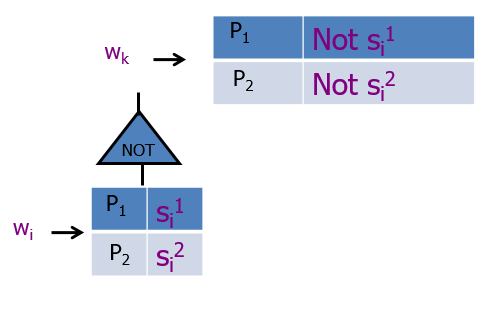 P₁ Not sᵢ¹
wₖ
P₂ Not sᵢ²
NOT
P₁ sᵢ¹
wᵢ
P₂ sᵢ²